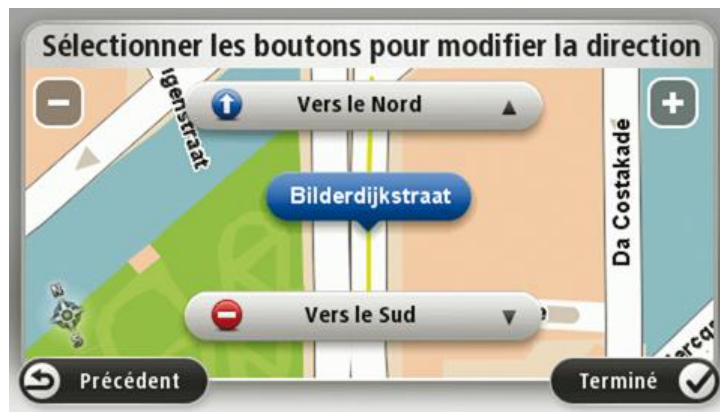 Sélectionner les boutons pour modifier la direction
Vers le Nord
Bilderdijkstraat
Da Costakade
Vers le Sud
Précédent
Terminé